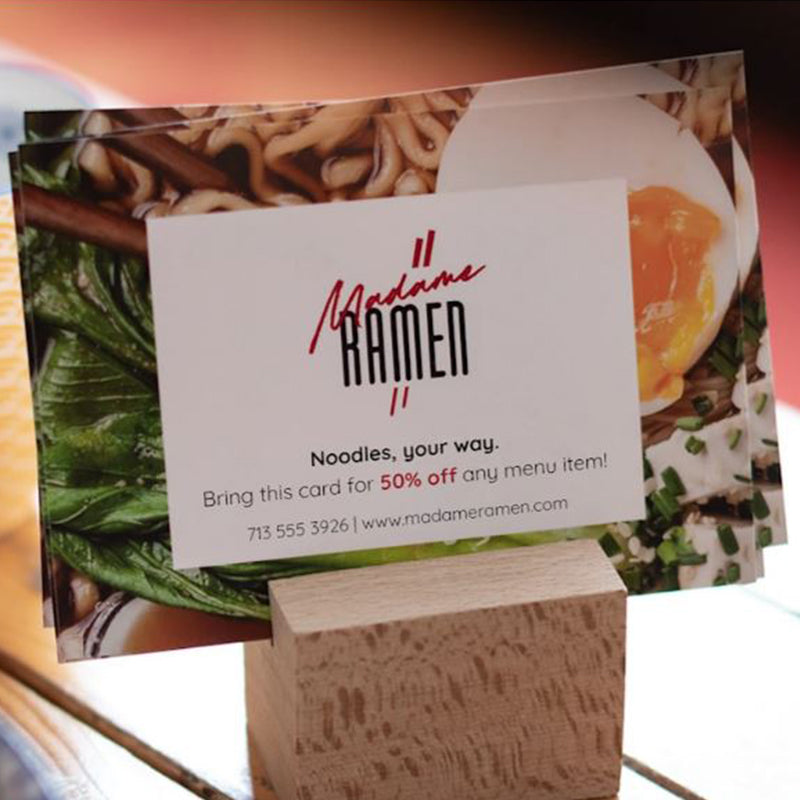 Madame
RAMEN
Noodles, your way.
Bring this card for 50% off any menu item!
713 555 3926 | www.madameramen.com